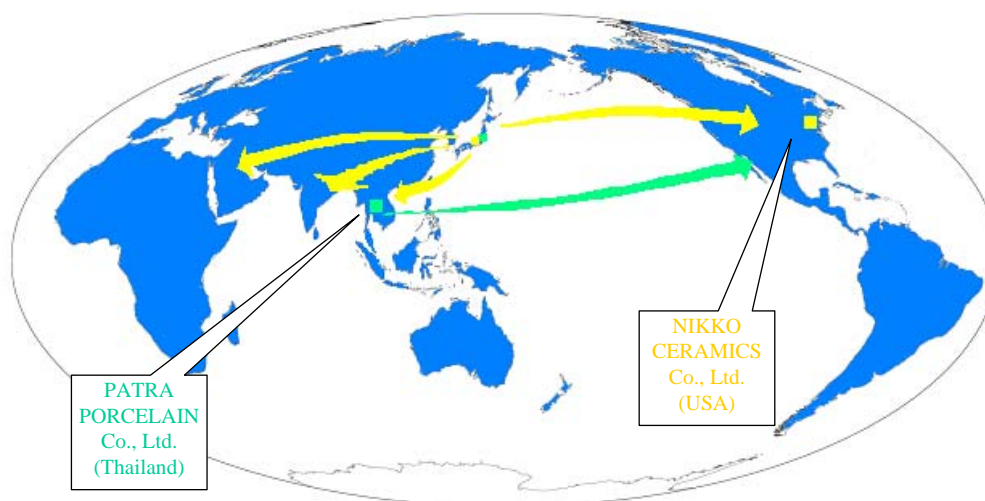 PATRA
PORCELAIN
Co., Ltd.
(Thailand)
NIKKO
CERAMICS
Co., Ltd.
(USA)